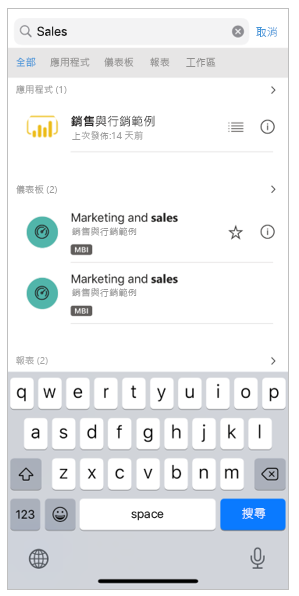 Sales
取消
全部 應用程式 儀表板 報表 工作區
應用程式 (1)
銷售與行銷範例
上次發佈:14 天前
儀表板 (2)
Marketing and sales
銷售與行銷範例
MBI
Marketing and sales
銷售與行銷範例
MBI
報表 (2)
q w e r t y u i o p
a s d f g h j k l
z x c v b n m
123 space 搜尋